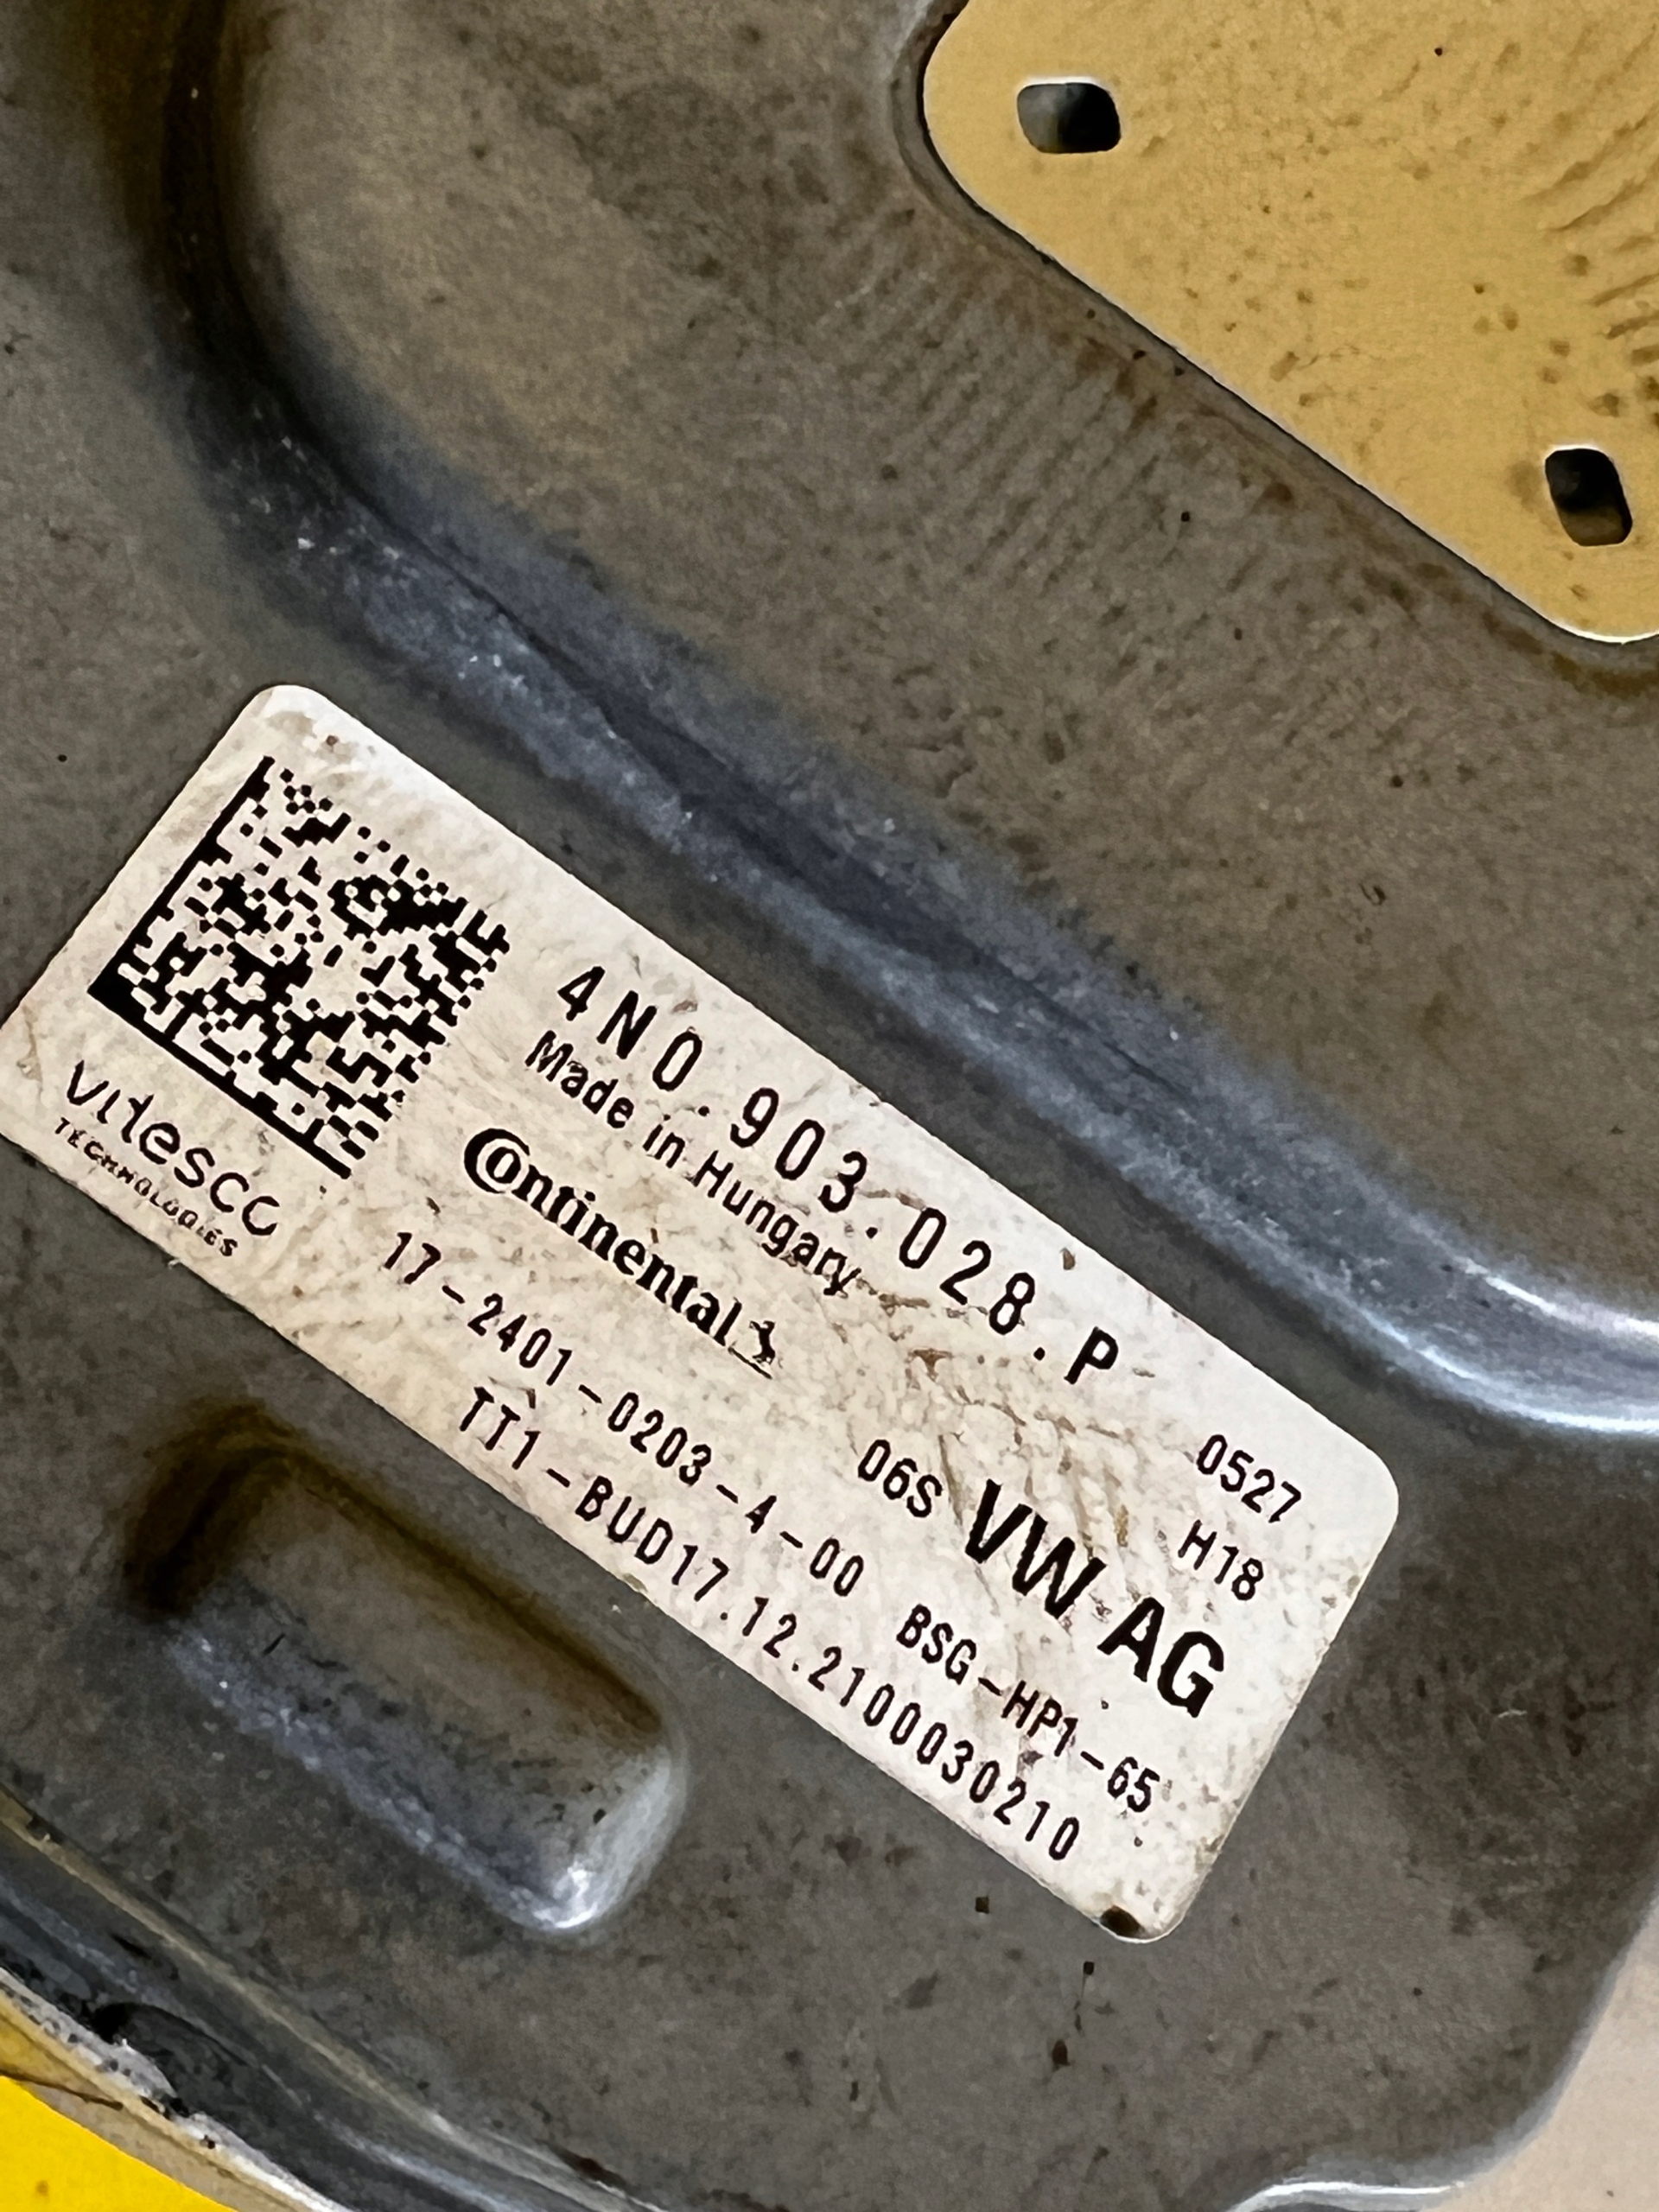 4N0.903.028.P 0527
Made in Hungary H18
Continental 06S VW AG
17-2401-0203-4-00 BSG-HP1-65
TT1-BUD17.12.2100030210
vitesco
TECHNOLOGIES